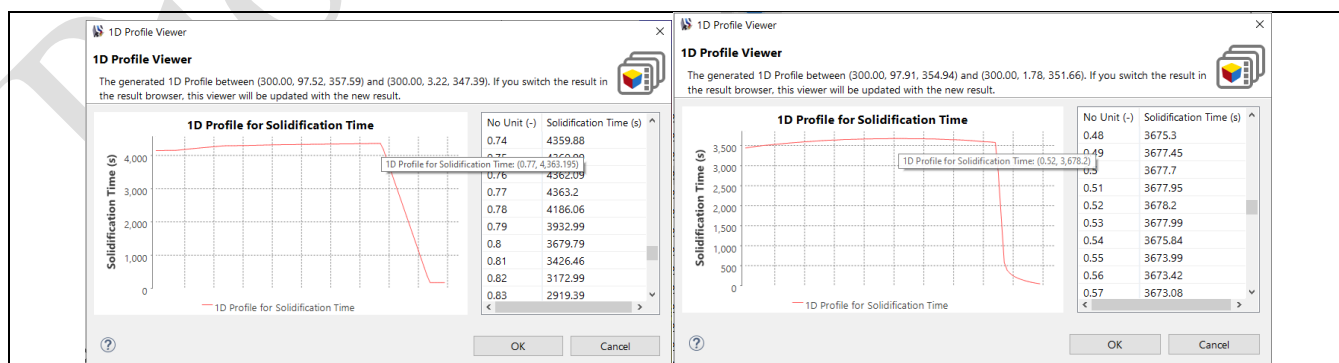 1D Profile Viewer
1D Profile Viewer
The generated 1D Profile between (300.00, 97.52, 357.59) and (300.00, 3.22, 347.39). If you switch the result in
the result browser, this viewer will be updated with the new result.
1D Profile for Solidification Time
Solidification Time (s)
4,000
3,000
2,000
1,000
0
1D Profile for Solidification Time: (0.77, 4,363.195)
1D Profile for Solidification Time
No Unit (-) Solidification Time (s)
0.74 4359.88
0.76 4362.09
0.77 4363.2
0.78 4186.06
0.79 3932.99
0.8 3679.79
0.81 3426.46
0.82 3172.99
0.83 2919.39
OK Cancel
1D Profile Viewer
1D Profile Viewer
The generated 1D Profile between (300.00, 97.91, 354.94) and (300.00, 1.78, 351.66). If you switch the result in
the result browser, this viewer will be updated with the new result.
1D Profile for Solidification Time
Solidification Time (s)
3,500
3,000
2,500
2,000
1,500
1,000
500
0
1D Profile for Solidification Time: (0.52, 3,678.2)
1D Profile for Solidification Time
No Unit (-) Solidification Time (s)
0.48 3675.3
0.49 3677.45
0.5 3677.7
0.51 3677.95
0.52 3678.2
0.53 3677.99
0.54 3675.84
0.55 3673.99
0.56 3673.42
0.57 3673.08
OK Cancel